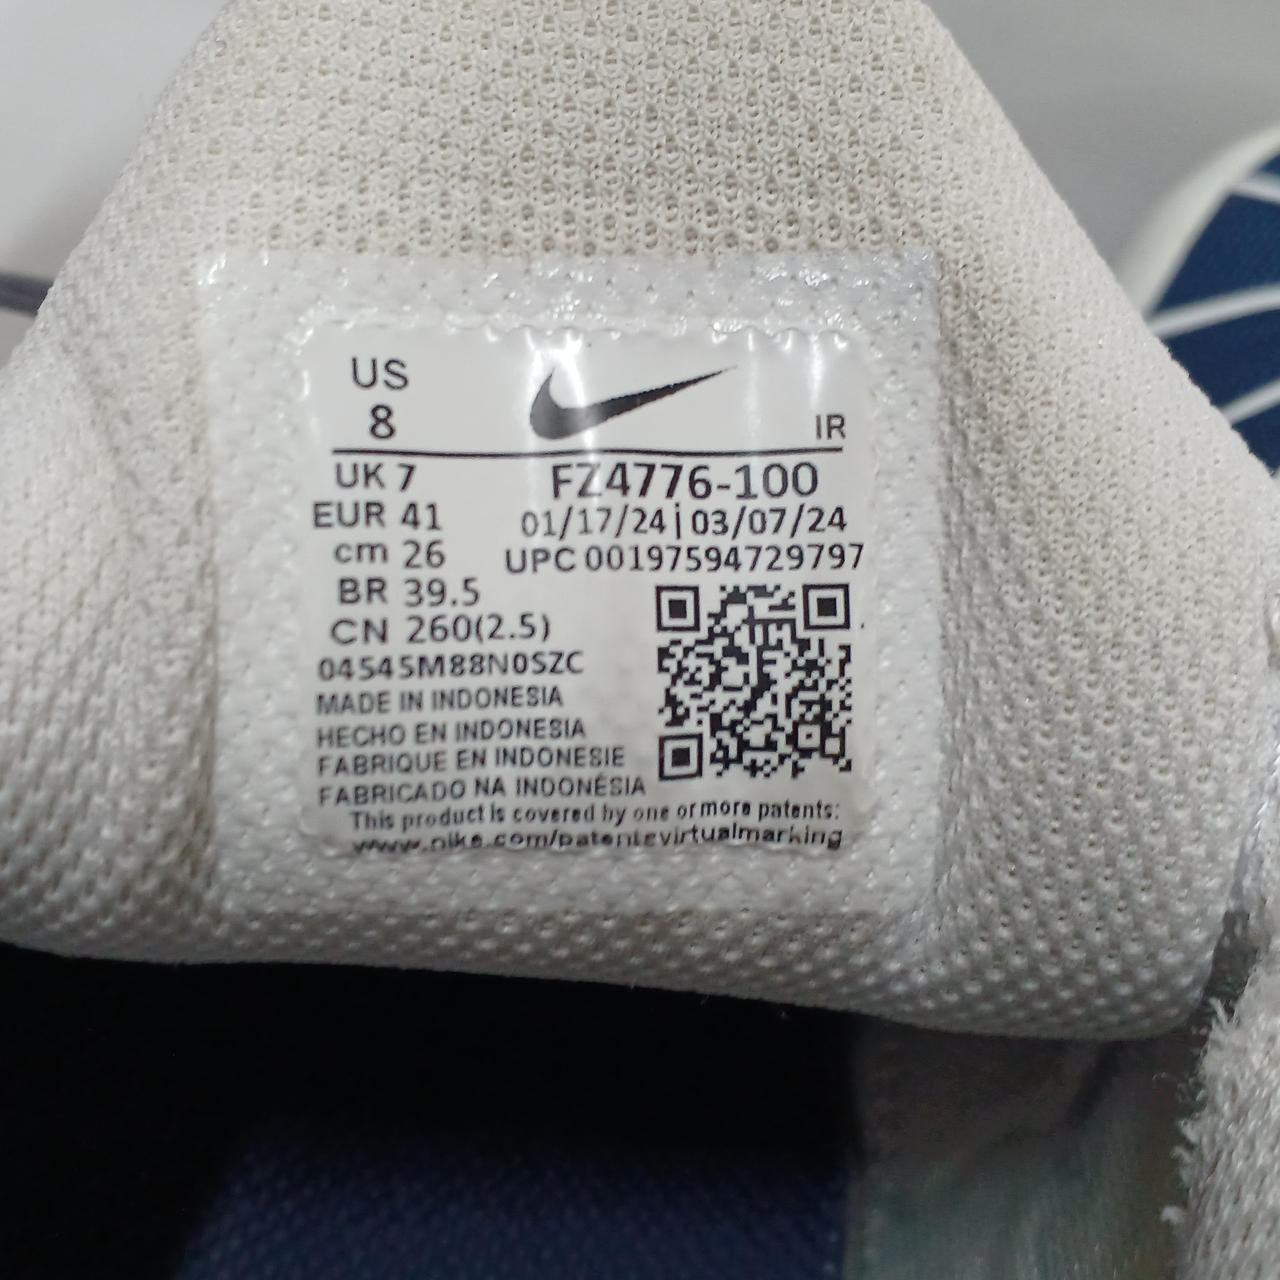 US
8
IR
UK 7
FZ4776-100
EUR 41
01/17/24|03/07/24
cm 26
UPC 00197594729797
BR 39.5
CN 260(2.5)
04545M88N0SZC
MADE IN INDONESIA
HECHO EN INDONESIA
FABRIQUE EN INDONESIE
FABRICADO NA INDONÉSIA
This product is covered by one or more patents:
www.nike.com/patentsvirtualmarking